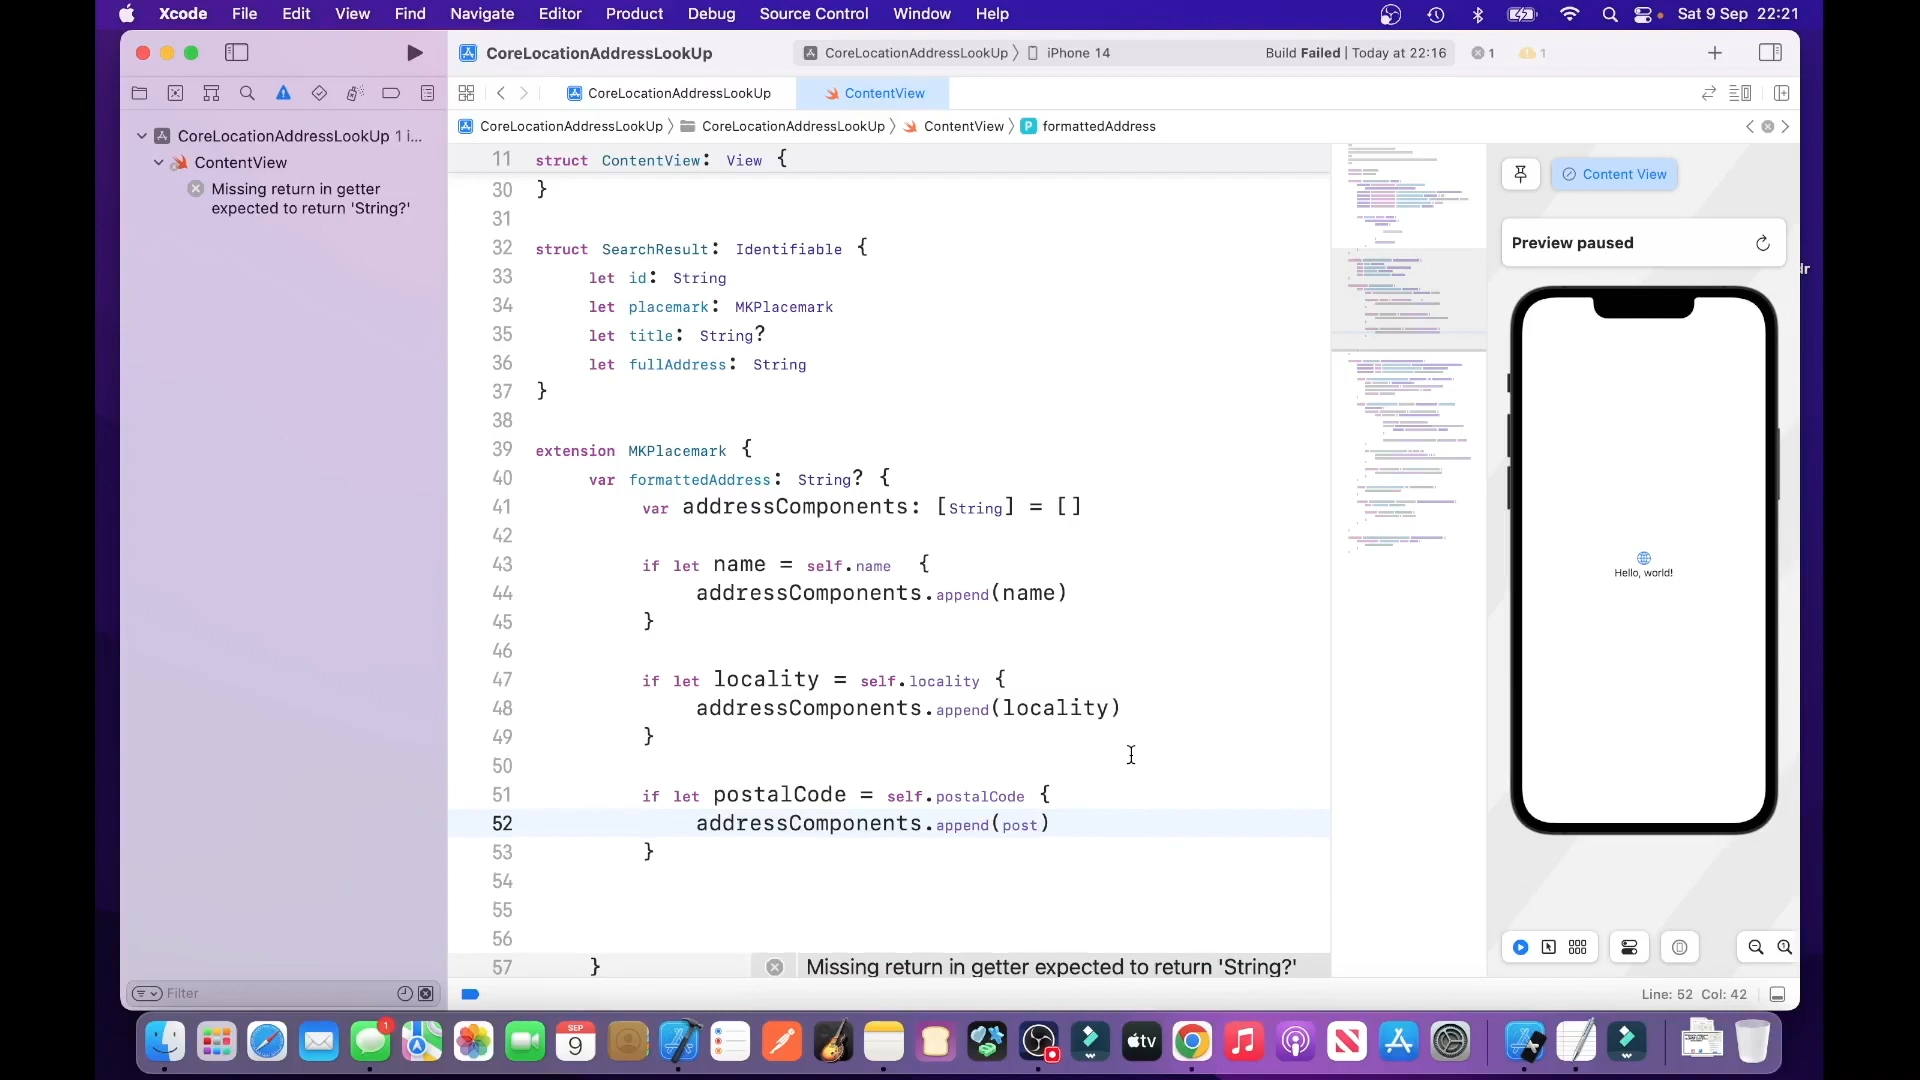 Xcode File Edit View Find Navigate Editor Product Debug Source Control Window Help Sat 9 Sep 22:21
CoreLocationAddressLookUp
CoreLocationAddressLookUp 〉 iPhone 14
Build Failed | Today at 22:16
1
1
CoreLocationAddressLookUp
ContentView
CoreLocationAddressLookUp 〉 CoreLocationAddressLookUp 〉 ContentView 〉 P formattedAddress
CoreLocationAddressLookUp 1 i...
ContentView
Missing return in getter
expected to return 'String?'
11 struct ContentView: View {
30 }
31
32 struct SearchResult: Identifiable {
33 let id: String
34 let placemark: MKPlacemark
35 let title: String?
36 let fullAddress: String
37 }
38
39 extension MKPlacemark {
40 var formattedAddress: String? {
41 var addressComponents: [String] = []
42
43 if let name = self.name {
44 addressComponents.append(name)
45 }
46
47 if let locality = self.locality {
48 addressComponents.append(locality)
49 }
50
51 if let postalCode = self.postalCode {
52 addressComponents.append(post)
53 }
54
55
56
57 } Missing return in getter expected to return 'String?'
Content View
Preview paused
dr
Hello, world!
Filter
Line: 52 Col: 42
1
SEP
9
tv